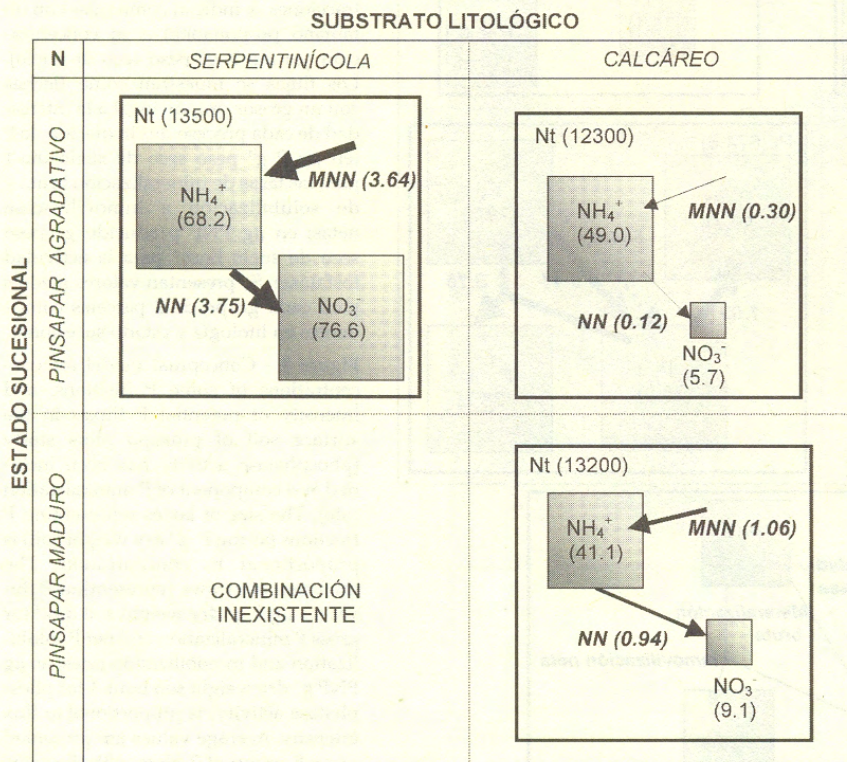 SUBSTRATO LITOLÓGICO
N
SERPENTINÍCOLA
CALCÁREO
ESTADO SUCESIONAL
PINSAPAR AGRADATIVO
Nt (13500)
NH₄⁺
(68.2)
MNN (3.64)
NN (3.75)
NO₃⁻
(76.6)
Nt (12300)
NH₄⁺
(49.0)
MNN (0.30)
NN (0.12)
NO₃⁻
(5.7)
PINSAPAR MADURO
COMBINACIÓN
INEXISTENTE
Nt (13200)
NH₄⁺
(41.1)
MNN (1.06)
NN (0.94)
NO₃⁻
(9.1)